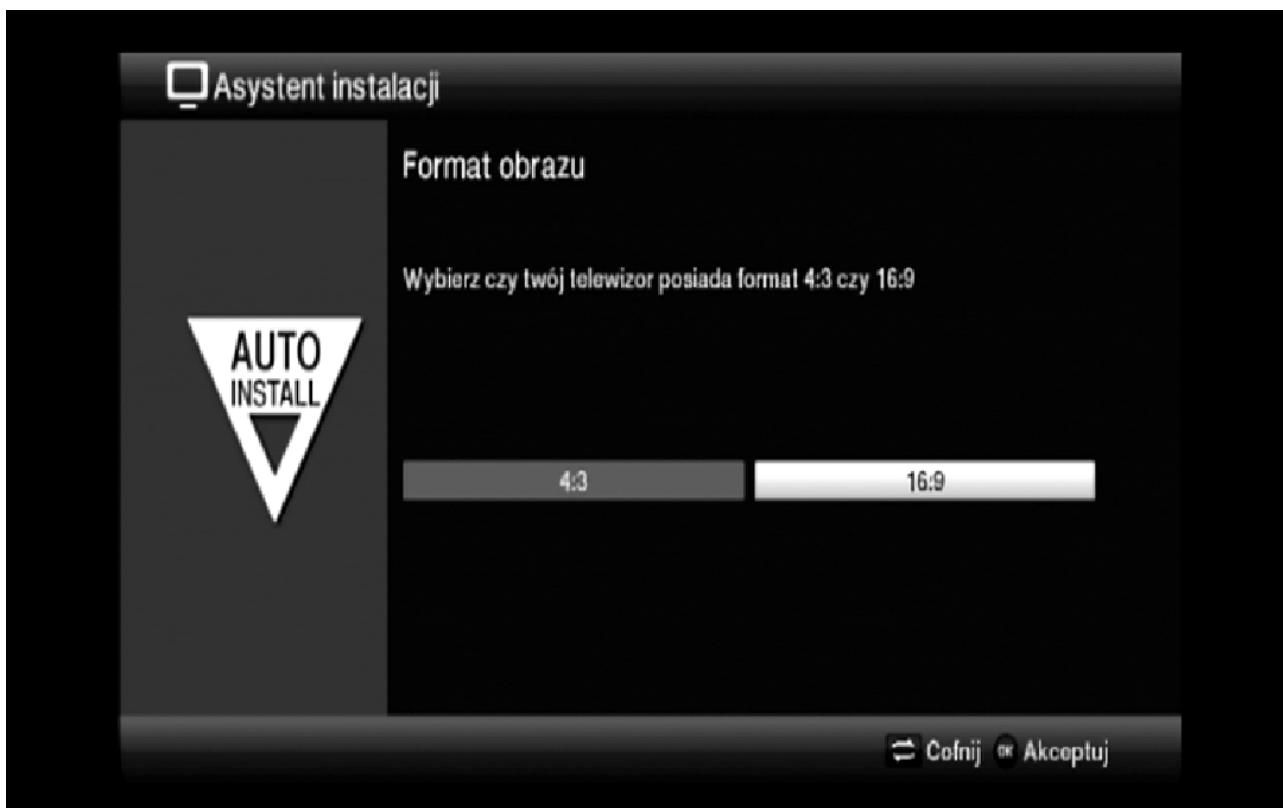 Asystent instalacji
Format obrazu
Wybierz czy twój telewizor posiada format 4:3 czy 16:9
AUTO
INSTALL
4:3
16:9
Cofnij OK Akceptuj